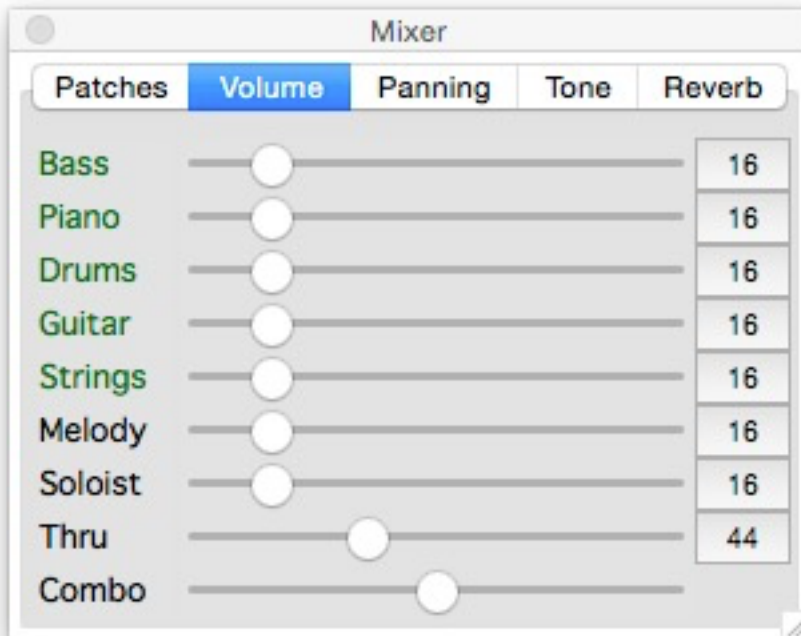 Mixer
Patches Volume Panning Tone Reverb
Bass 16
Piano 16
Drums 16
Guitar 16
Strings 16
Melody 16
Soloist 16
Thru 44
Combo